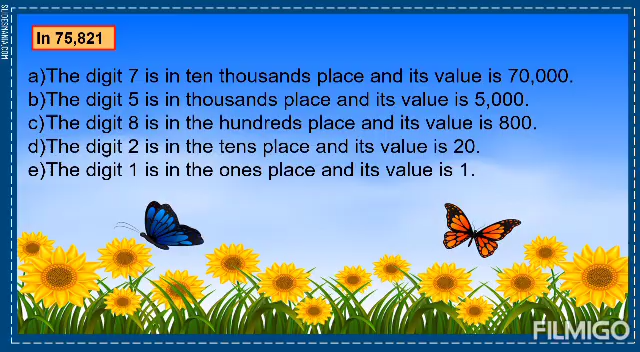 SLIDESMANIA.COM
In 75,821
a)The digit 7 is in ten thousands place and its value is 70,000.
b)The digit 5 is in thousands place and its value is 5,000.
c)The digit 8 is in the hundreds place and its value is 800.
d)The digit 2 is in the tens place and its value is 20.
e)The digit 1 is in the ones place and its value is 1.
FILMIGO